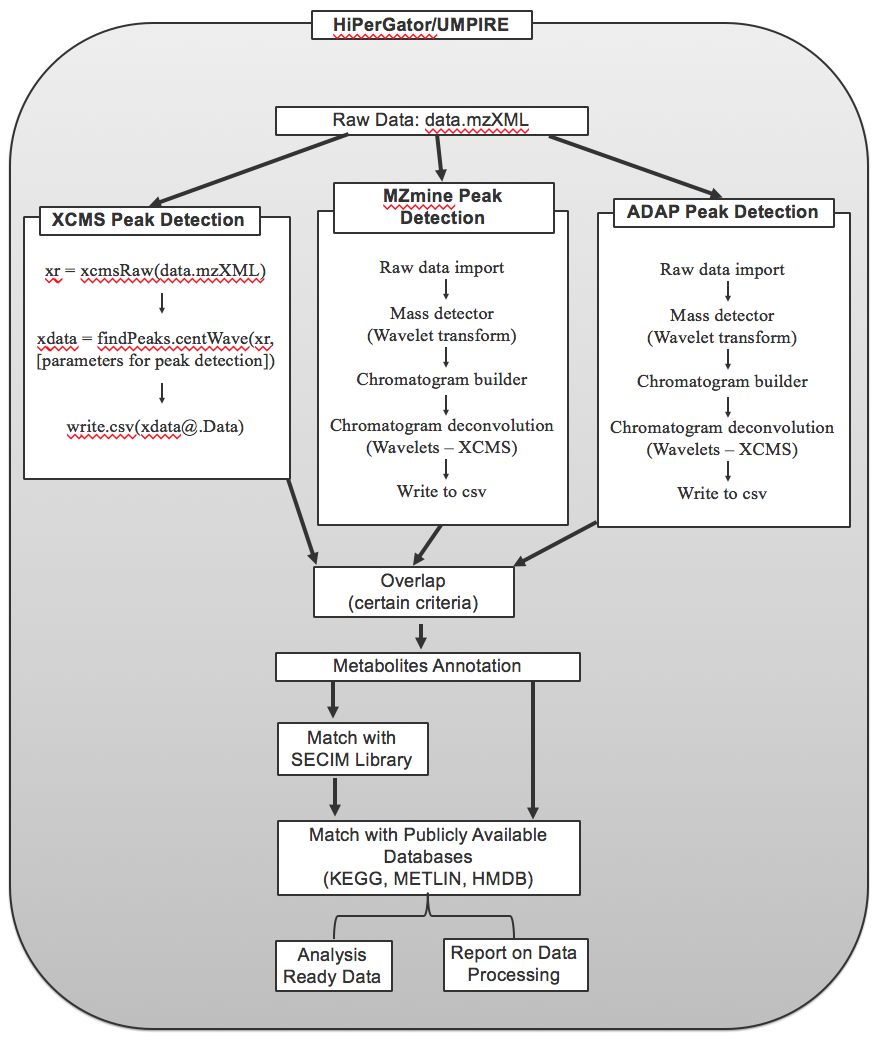 HiPerGator/UMPIRE
Raw Data: data.mzXML
XCMS Peak Detection
xr = xcmsRaw(data.mzXML)
xdata = findPeaks.centWave(xr,
[parameters for peak detection])
write.csv(xdata@.Data)
MZmine Peak
Detection
Raw data import
Mass detector
(Wavelet transform)
Chromatogram builder
Chromatogram deconvolution
(Wavelets – XCMS)
Write to csv
ADAP Peak Detection
Raw data import
Mass detector
(Wavelet transform)
Chromatogram builder
Chromatogram deconvolution
(Wavelets – XCMS)
Write to csv
Overlap
(certain criteria)
Metabolites Annotation
Match with
SECIM Library
Match with Publicly Available
Databases
(KEGG, METLIN, HMDB)
Analysis
Ready Data
Report on Data
Processing